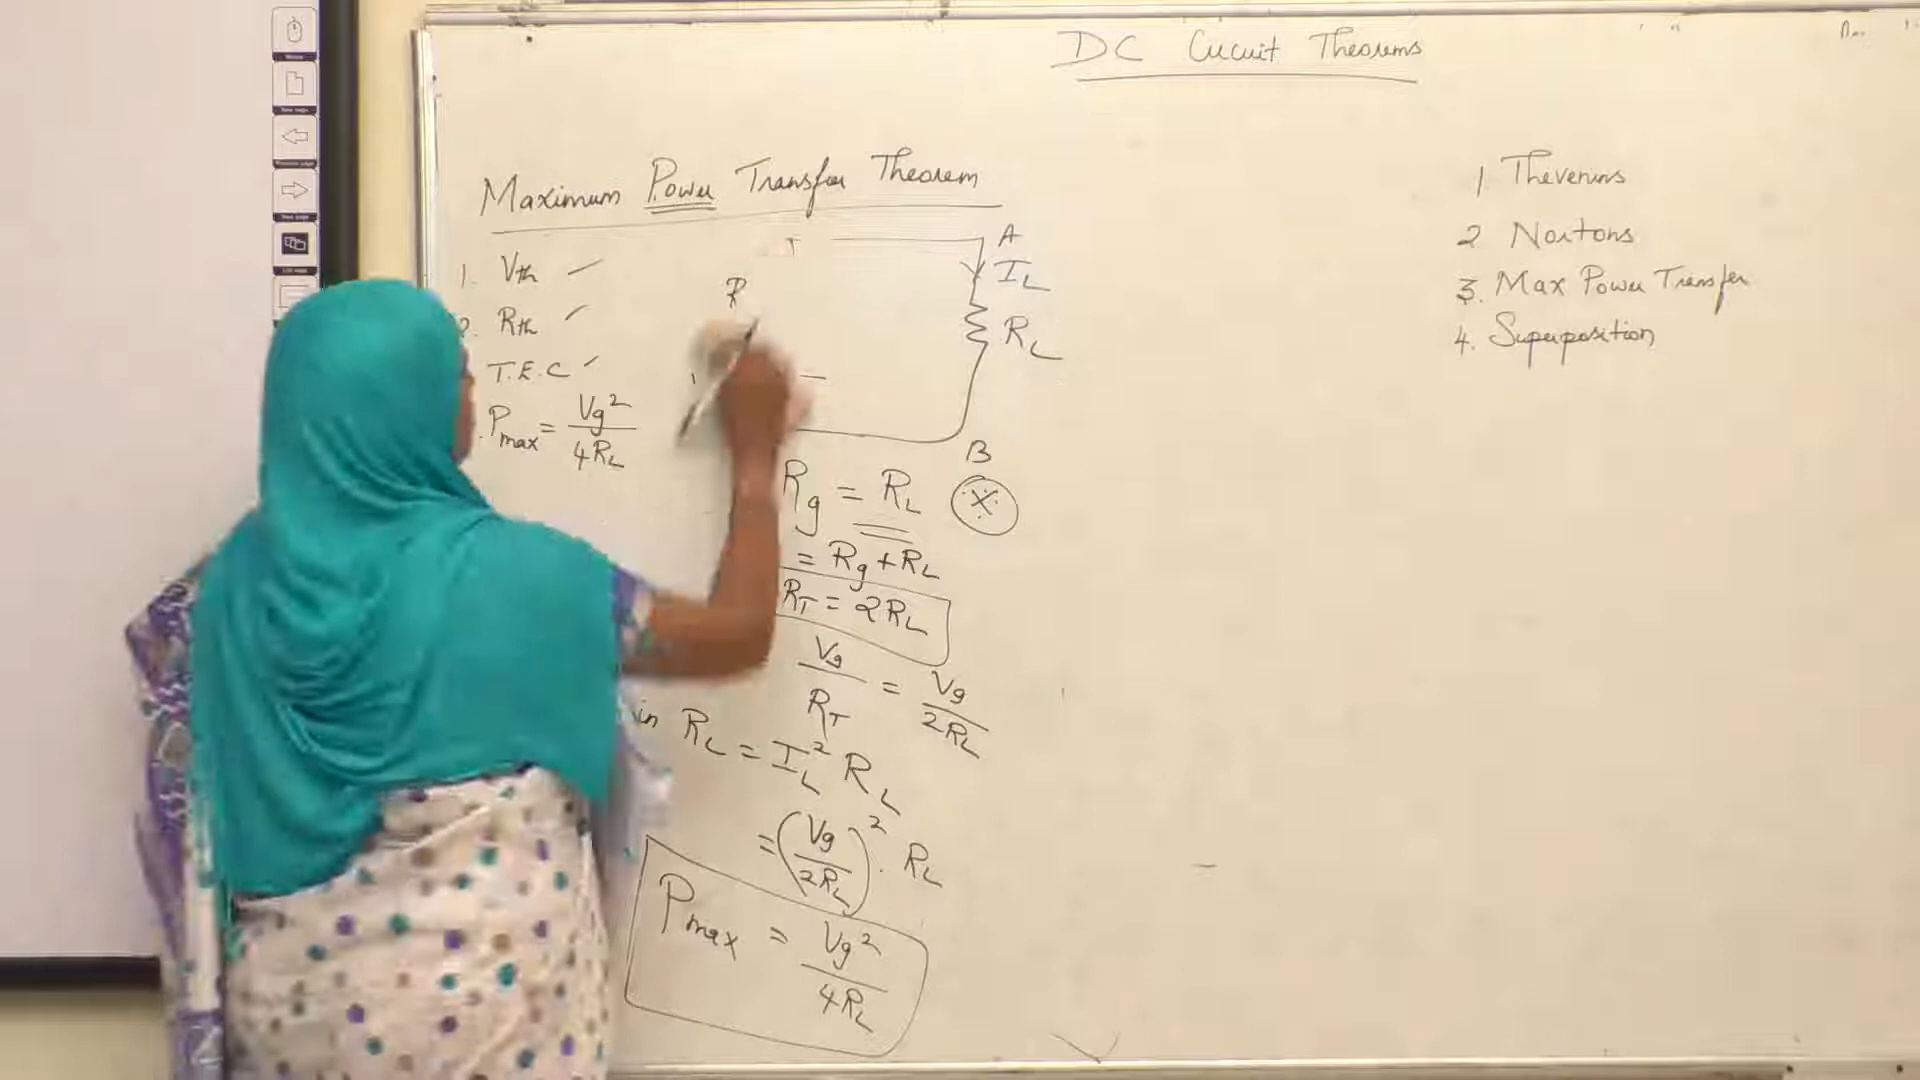 DC Circuit Theorems
Maximum Power Transfer Theorem
1. Vth ✓
2. Rth ✓
T.E.C ✓
Pmax = Vg²/4RL
R
A
IL
RL
B
Rg = RL
= Rg + RL
RT = 2RL
Vg/RT = Vg/2RL
in RL = IL² RL
= (Vg/2RL)² . RL
Pmax = Vg²/4RL
1 Thevenins
2 Nortons
3. Max Power Transfer
4. Superposition